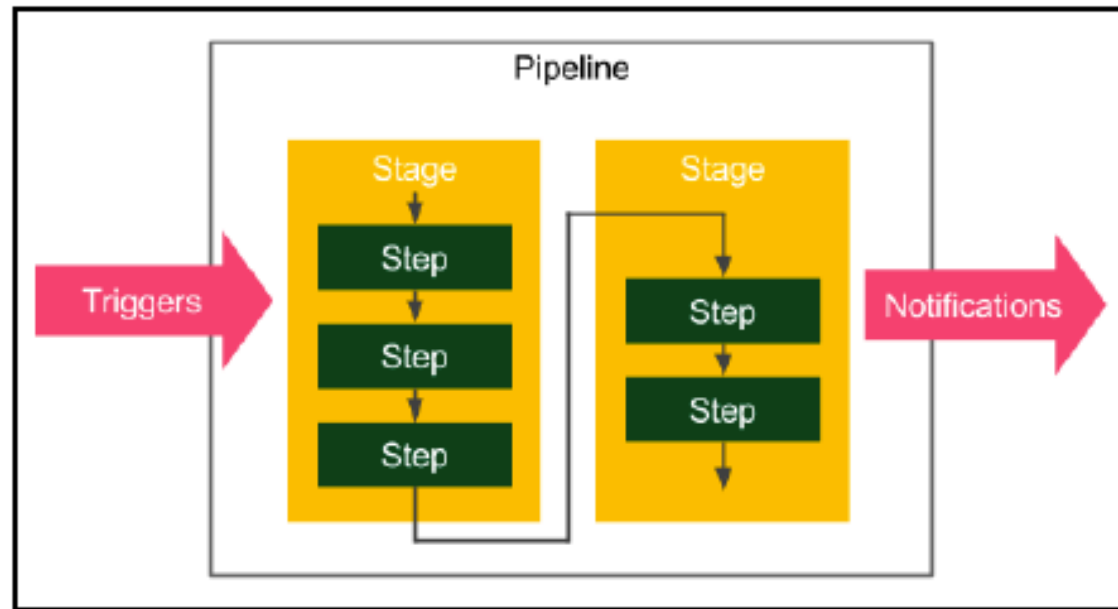 Pipeline
Stage
Stage
Triggers
Step
Step
Step
Step
Step
Notifications